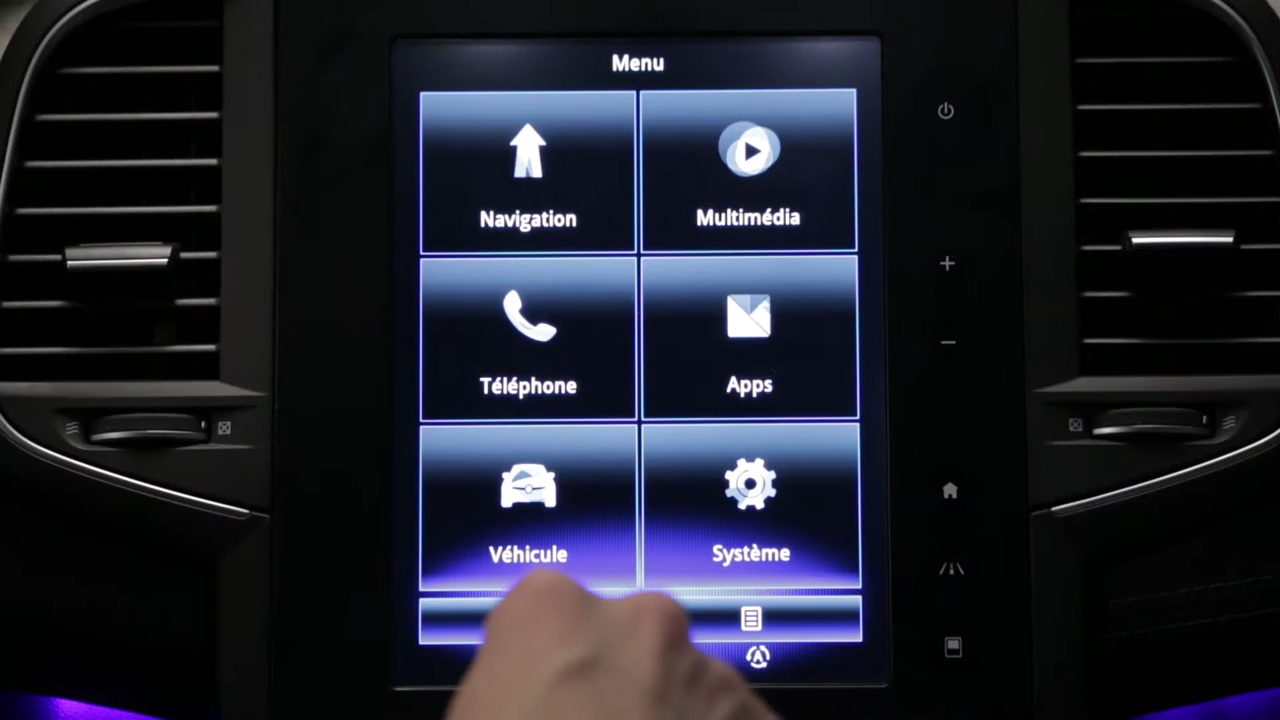 Menu
Navigation
Multimédia
Téléphone
Apps
Véhicule
Système